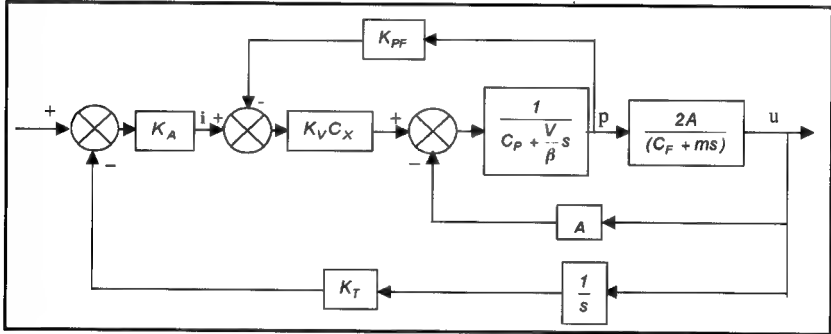 K_PF
+
-
K_A
i
+
K_V C_X
+
1
C_P + V/β s
p
2A
(C_F + ms)
u
−
−
A
K_T
1
s